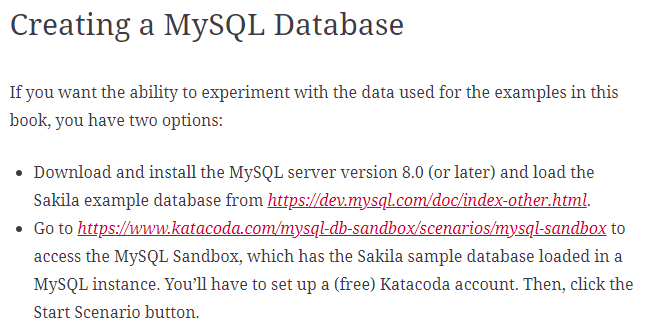 Creating a MySQL Database
If you want the ability to experiment with the data used for the examples in this
book, you have two options:
• Download and install the MySQL server version 8.0 (or later) and load the
Sakila example database from https://dev.mysql.com/doc/index-other.html.
• Go to https://www.katacoda.com/mysql-db-sandbox/scenarios/mysql-sandbox to
access the MySQL Sandbox, which has the Sakila sample database loaded in a
MySQL instance. You’ll have to set up a (free) Katacoda account. Then, click the
Start Scenario button.